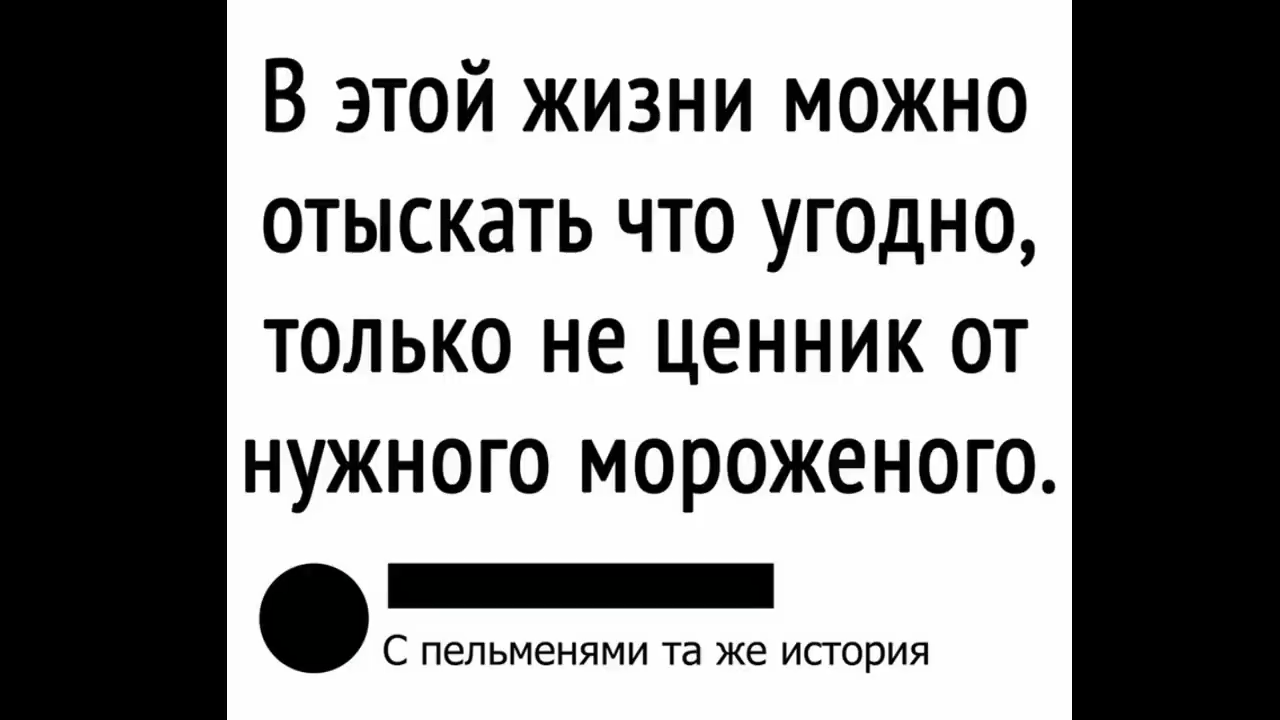 В этой жизни можно
отыскать что угодно,
только не ценник от
нужного мороженого.
С пельменями та же история